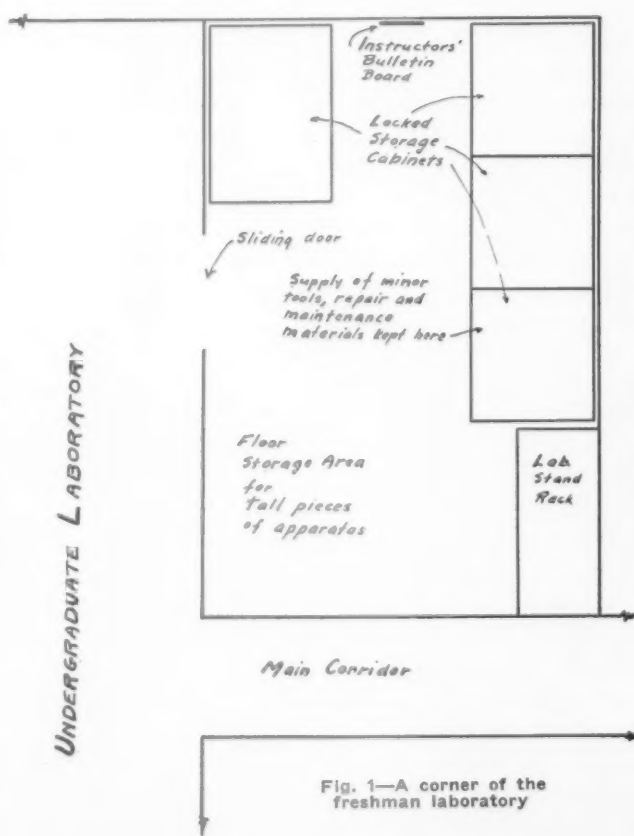 Instructors'
Bulletin
Board
Locked
Storage
Cabinets
Sliding door
Supply of minor
tools, repair and
maintenance
materials kept here
UNDERGRADUATE LABORATORY
Floor
Storage Area
for
Tall pieces
of apparatus
Lab.
Stand
Rack
Main Corridor
Fig. 1—A corner of the
freshman laboratory